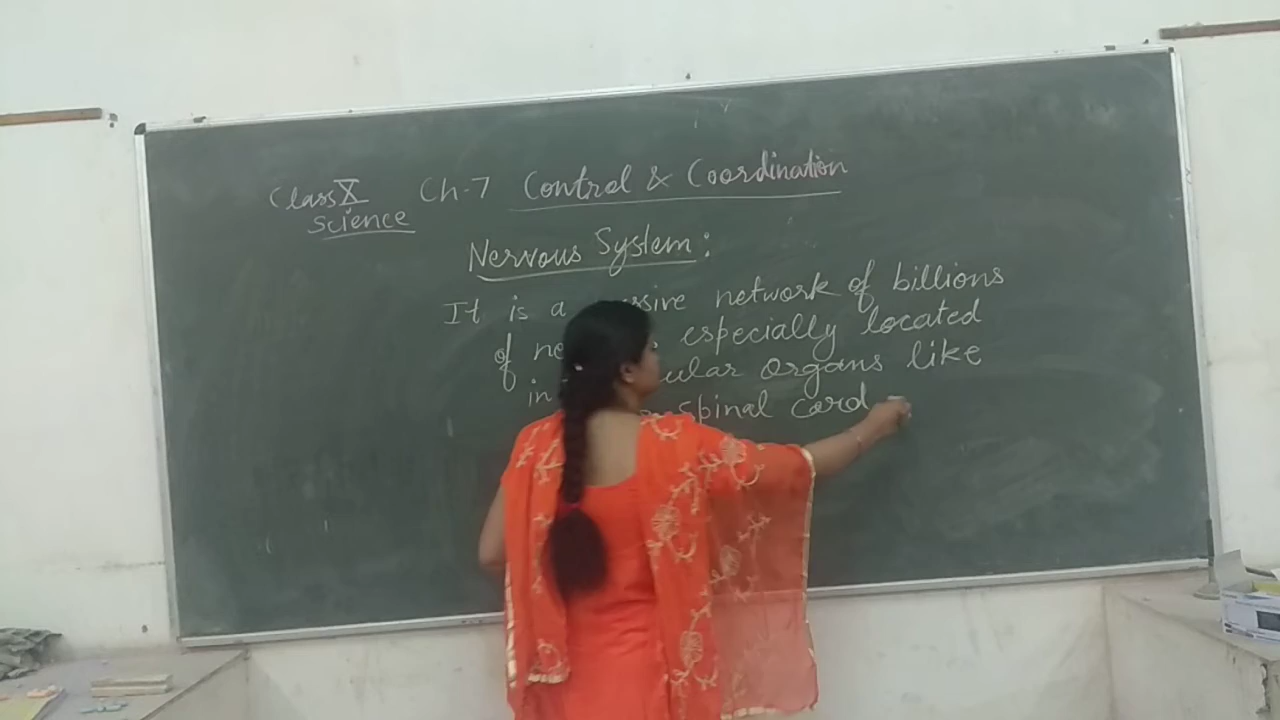 Class X Ch-7 Control & Coordination
Science
Nervous System:
It is a network of billions
of especially located
in organs like
spinal cord